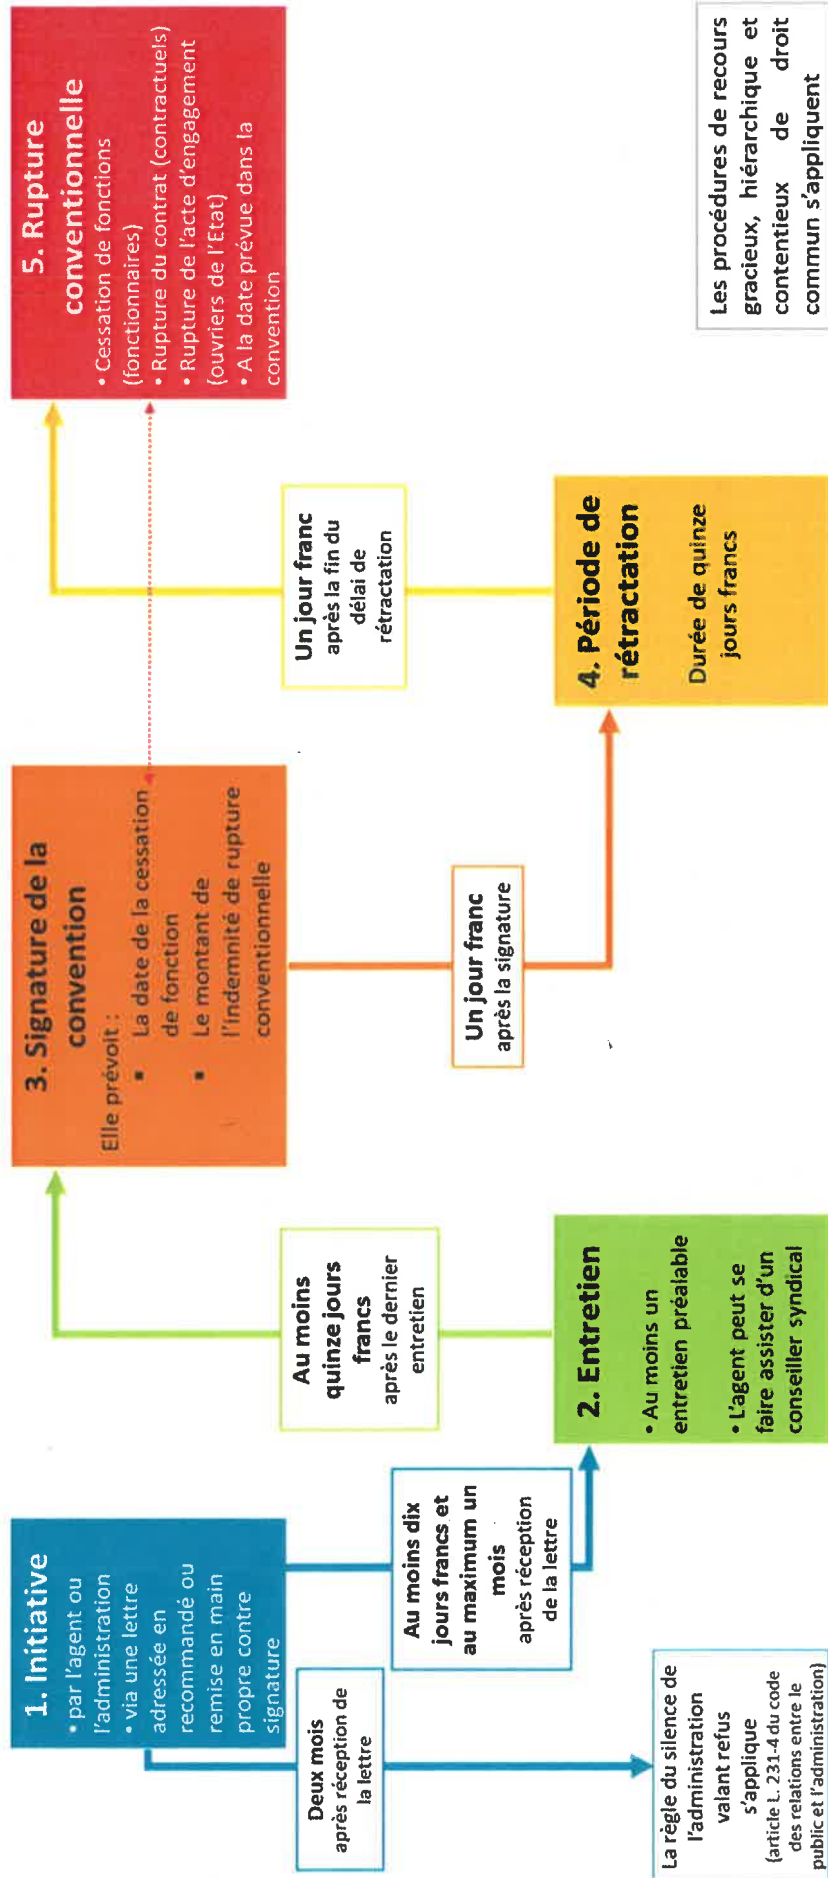 1. Initiative
• par l'agent ou
l'administration
• via une lettre
adressée en
recommandé ou
remise en main
propre contre
signature
Deux mois
après réception de
la lettre
La règle du silence de
l'administration
valant refus
s'applique
(article L. 231-4 du code
des relations entre le
public et l'administration)
Au moins dix
jours francs et
au maximum un
mois
après réception
de la lettre
2. Entretien
• Au moins un
entretien préalable
• L'agent peut se
faire assister d'un
conseiller syndical
Au moins
quinze jours
francs
après le dernier
entretien
3. Signature de la
convention
Elle prévoit :
▪ La date de la cessation
de fonction
▪ Le montant de
l'indemnité de rupture
conventionnelle
Un jour franc
après la signature
4. Période de
rétractation
Durée de quinze
jours francs
Un jour franc
après la fin du
délai de
rétractation
5. Rupture
conventionnelle
• Cessation de fonctions
(fonctionnaires)
• Rupture du contrat (contractuels)
• Rupture de l'acte d'engagement
(ouvriers de l'Etat)
• A la date prévue dans la
convention
Les procédures de recours
gracieux, hiérarchique et
contentieux de droit
commun s'appliquent